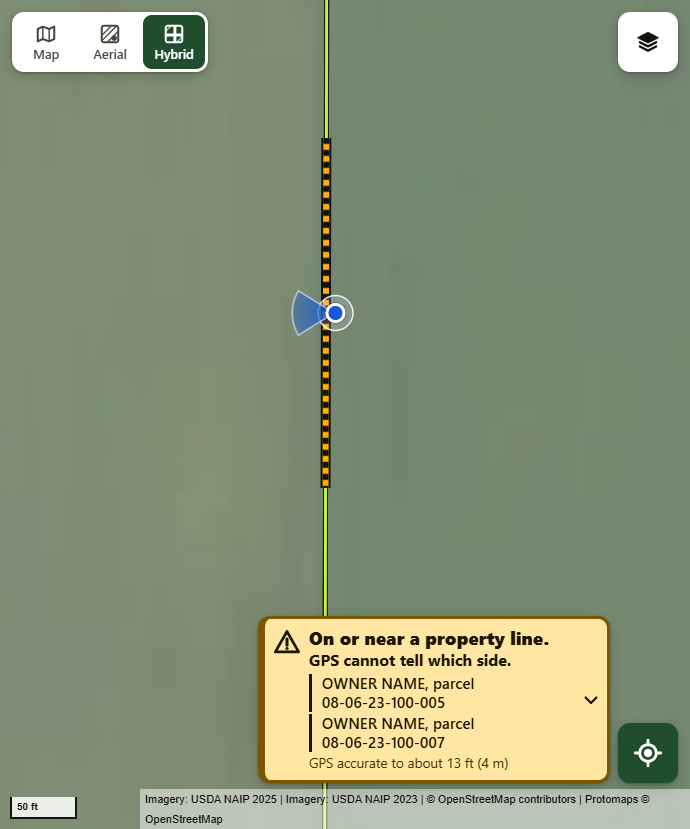 Map
Aerial
Hybrid
On or near a property line.
GPS cannot tell which side.
OWNER NAME, parcel
08-06-23-100-005
OWNER NAME, parcel
08-06-23-100-007
GPS accurate to about 13 ft (4 m)
50 ft
Imagery: USDA NAIP 2025 | Imagery: USDA NAIP 2023 | © OpenStreetMap contributors | Protomaps ©
OpenStreetMap